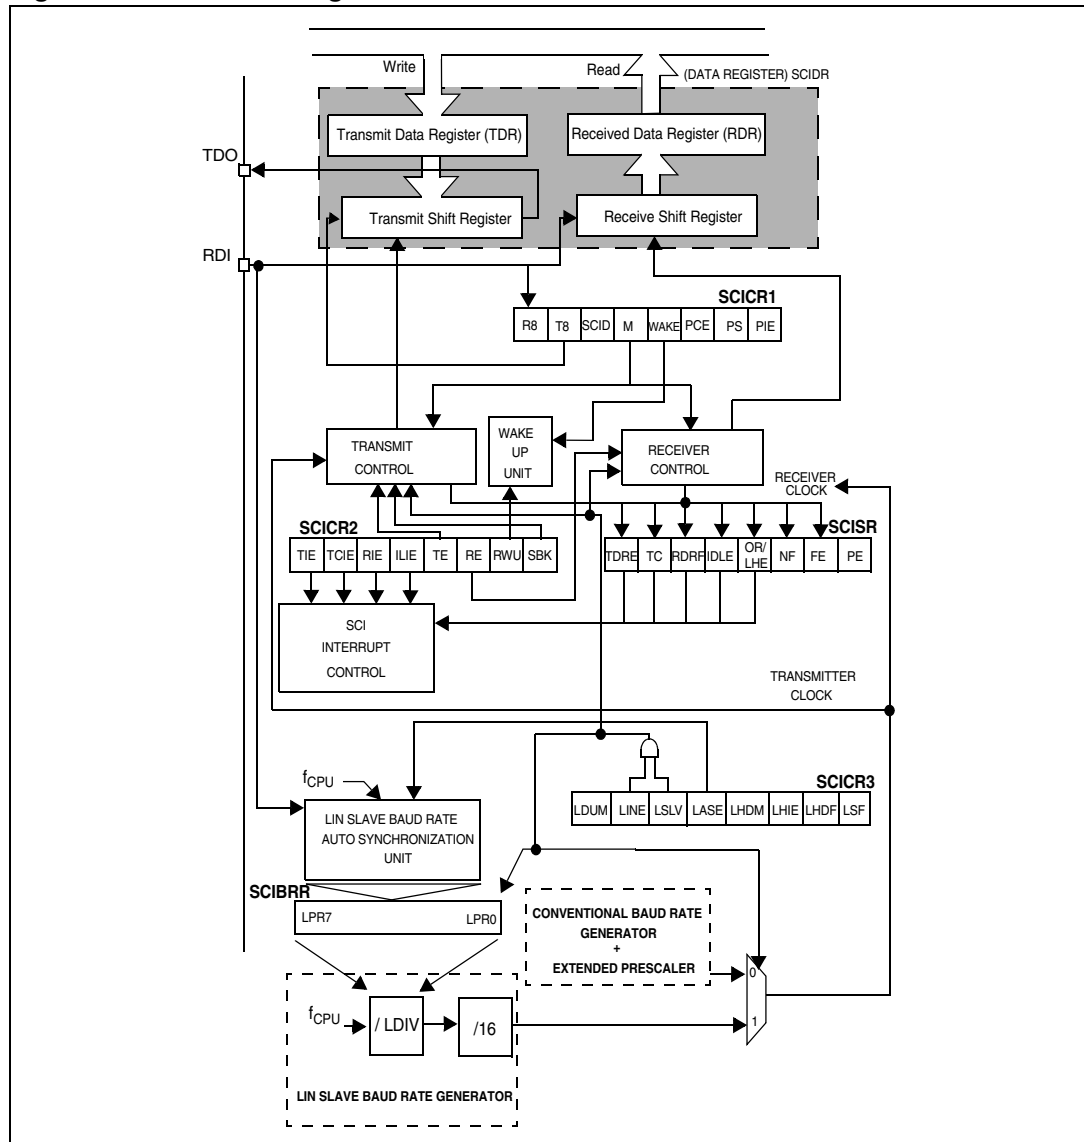 Write
Read
(DATA REGISTER) SCIDR
Transmit Data Register (TDR)
Received Data Register (RDR)
TDO
Transmit Shift Register
Receive Shift Register
RDI
SCICR1
R8 T8 SCID M WAKE PCE PS PIE
TRANSMIT
CONTROL
WAKE
UP
UNIT
RECEIVER
CONTROL
RECEIVER
CLOCK
SCICR2
SCISR
TIE TCIE RIE ILIE TE RE RWU SBK
TDRE TC RDRF IDLE OR/ LHE NF FE PE
SCI
INTERRUPT
CONTROL
TRANSMITTER
CLOCK
fCPU
SCICR3
LDUM LINE LSLV LASE LHDM LHIE LHDF LSF
LIN SLAVE BAUD RATE
AUTO SYNCHRONIZATION
UNIT
SCIBRR
LPR7 LPR0
CONVENTIONAL BAUD RATE
GENERATOR
+
EXTENDED PRESCALER
0
1
fCPU
/ LDIV
/16
LIN SLAVE BAUD RATE GENERATOR